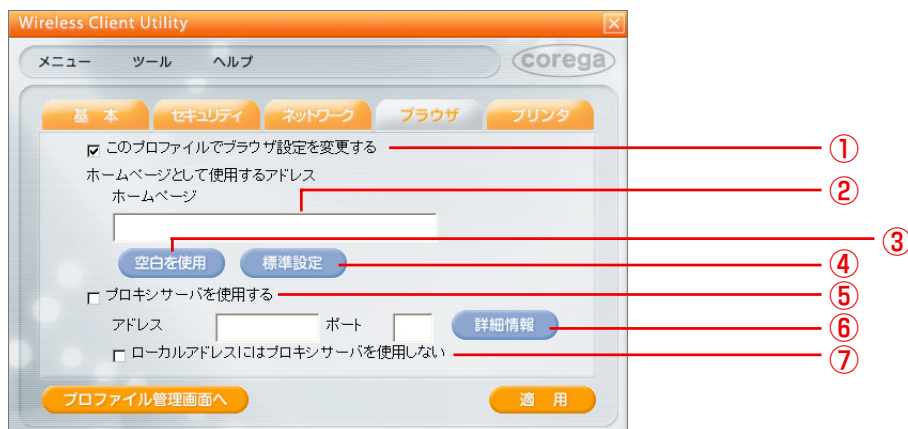 Wireless Client Utility
メニュー ツール ヘルプ corega
基 本 セキュリティ ネットワーク ブラウザ プリンタ
このプロファイルでブラウザ設定を変更する ①
ホームページとして使用するアドレス
ホームページ ②
③
空白を使用 標準設定 ④
プロキシサーバを使用する ⑤
アドレス ポート 詳細情報 ⑥
ローカルアドレスにはプロキシサーバを使用しない ⑦
プロファイル管理画面へ 適 用